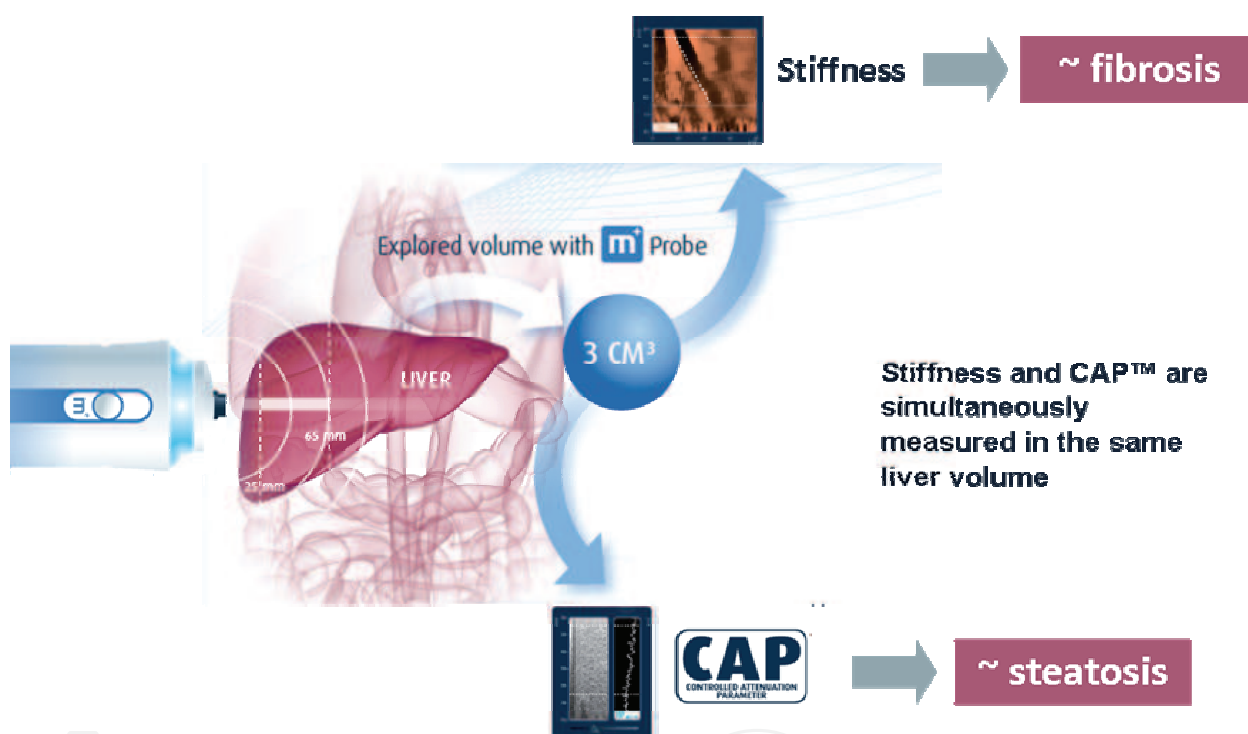 Stiffness
~ fibrosis
Explored volume with m+ Probe
3 CM³
LIVER
65 mm
25 mm
m+
Stiffness and CAP™ are
simultaneously
measured in the same
liver volume
CAP
CONTROLLED ATTENUATION
PARAMETER
~ steatosis